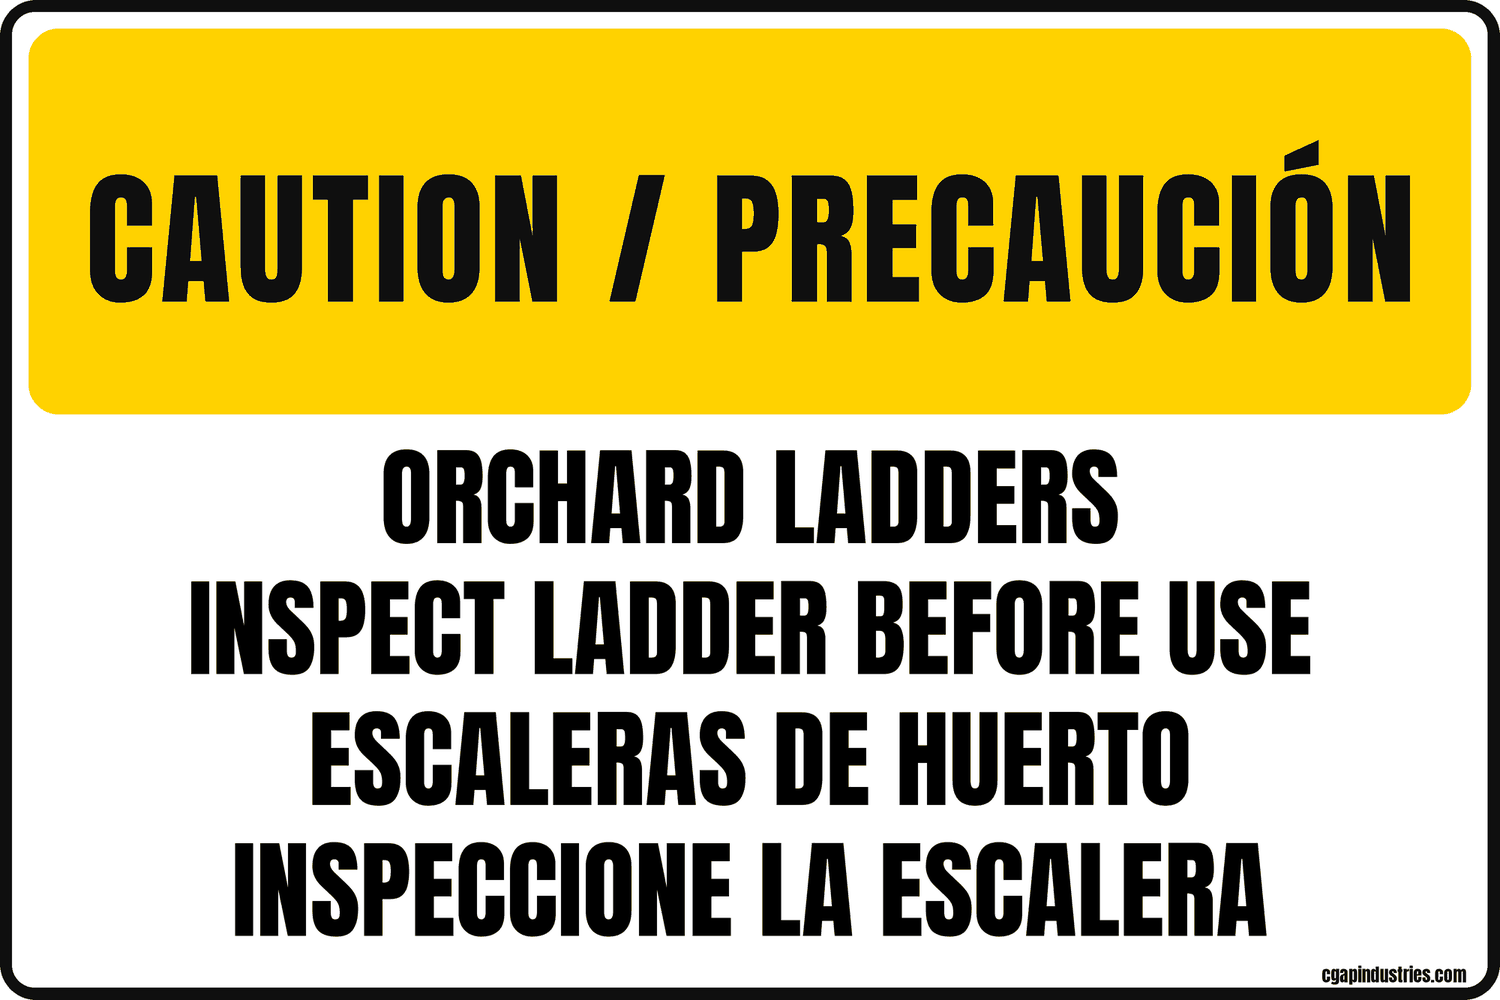 CAUTION / PRECAUCIÓN
ORCHARD LADDERS
INSPECT LADDER BEFORE USE
ESCALERAS DE HUERTO
INSPECCIONE LA ESCALERA
cgapindustries.com